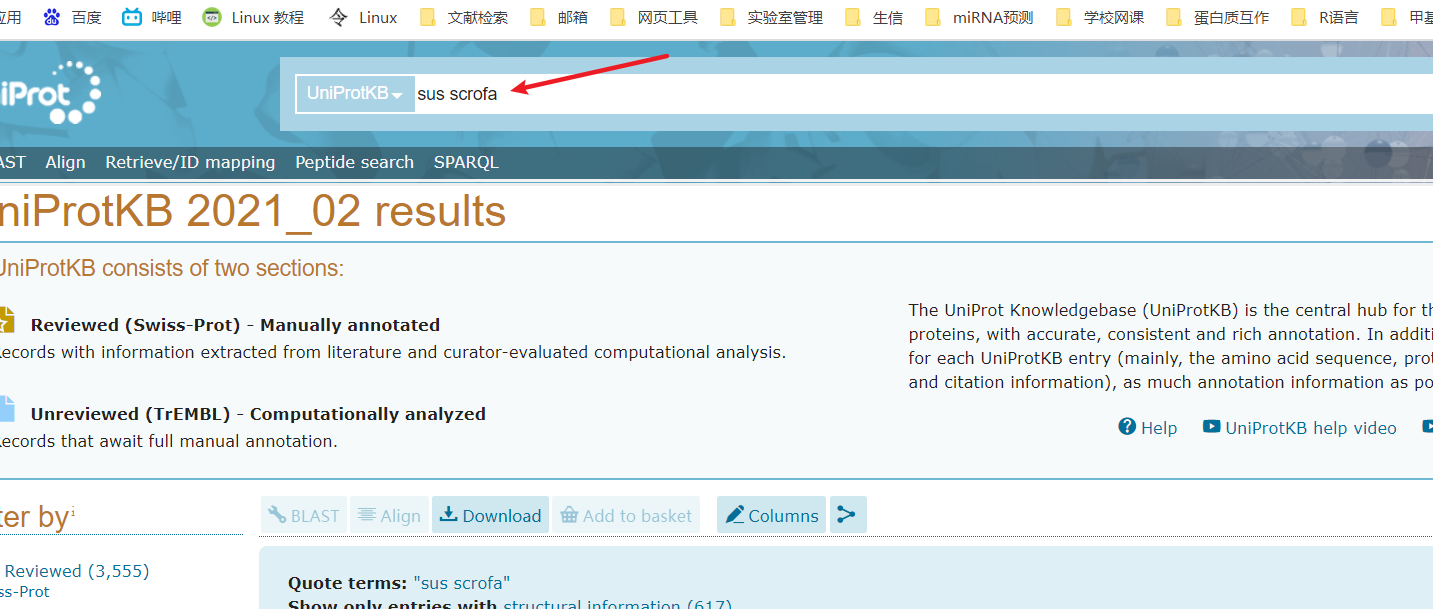 应用 百度 哔哩 Linux 教程 Linux 文献检索 邮箱 网页工具 实验室管理 生信 miRNA预测 学校网课 蛋白质互作 R语言 甲基
iProt UniProtKB sus scrofa
AST Align Retrieve/ID mapping Peptide search SPARQL
niProtKB 2021_02 results
UniProtKB consists of two sections:
Reviewed (Swiss-Prot) - Manually annotated
Records with information extracted from literature and curator-evaluated computational analysis.
Unreviewed (TrEMBL) - Computationally analyzed
Records that await full manual annotation.
The UniProt Knowledgebase (UniProtKB) is the central hub for th
proteins, with accurate, consistent and rich annotation. In additi
for each UniProtKB entry (mainly, the amino acid sequence, prot
and citation information), as much annotation information as po
Help UniProtKB help video
ter by i
BLAST Align Download Add to basket Columns
Reviewed (3,555)
ss-Prot
Quote terms: "sus scrofa"
Show only entries with structural information (617)